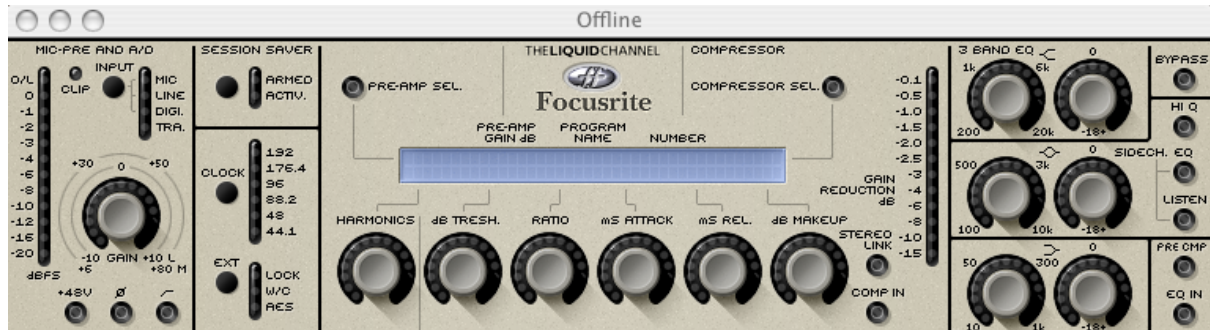 Offline
MIC-PRE AND A/D
INPUT
CLIP
MIC
LINE
DIGI.
TRA.
O/L
0
-1
-2
-3
-4
-6
-8
-10
-12
-16
-20
dBFS
+30
0
+50
-10 GAIN +10 L
+6
+80 M
+48V
Ø
SESSION SAVER
ARMED
ACTIV.
CLOCK
192
176.4
96
88.2
48
44.1
EXT
LOCK
W/C
AES
THELIQUIDCHANNEL
ff
Focusrite
PRE-AMP SEL.
PRE-AMP
GAIN dB
PROGRAM
NAME
NUMBER
COMPRESSOR
COMPRESSOR SEL.
HARMONICS
dB TRESH.
RATIO
mS ATTACK
mS REL.
dB MAKEUP
-0.1
-0.5
-1.0
-1.5
-2.0
-2.5
-3
-4
-6
-8
-10
-15
GAIN
REDUCTION
dB
STEREO
LINK
COMP IN
3 BAND EQ
1k
6k
200
20k
0
-18+
500
3k
100
10k
0
-18+
50
300
10
1k
0
-18+
BYPASS
HI Q
SIDECH. EQ
LISTEN
PRE CMP
EQ IN